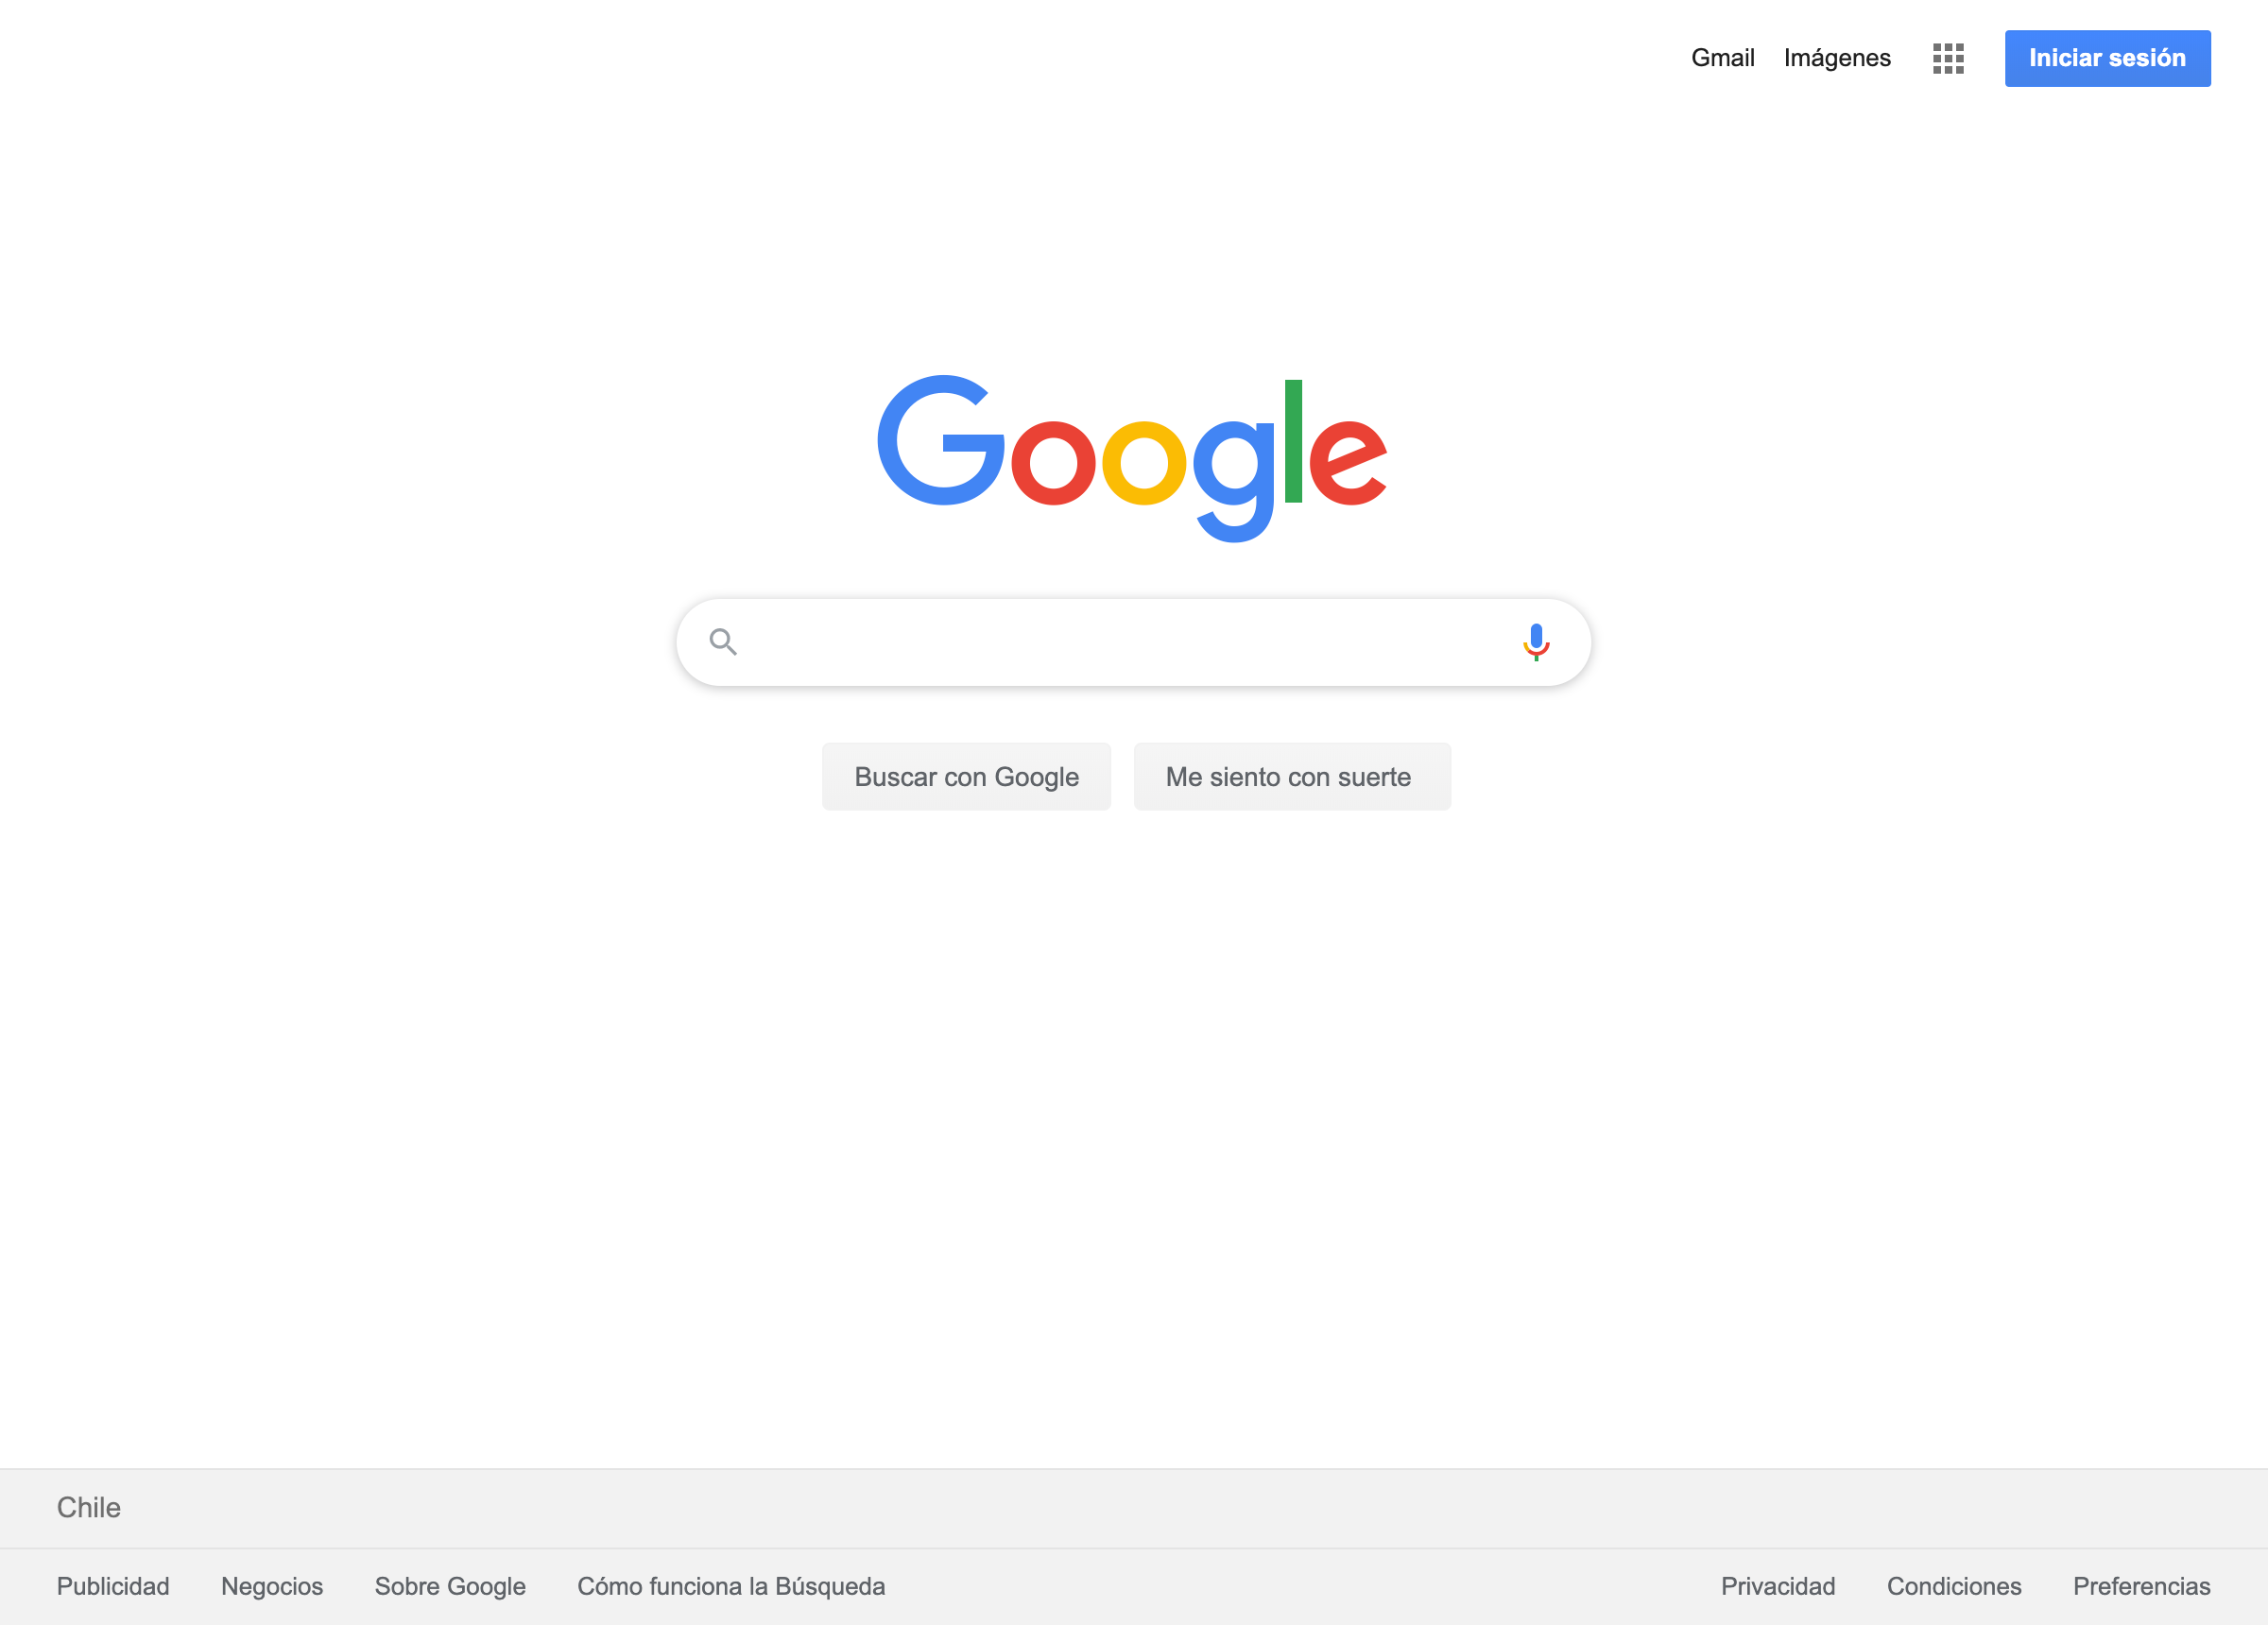 Gmail Imágenes Iniciar sesión
Google
Buscar con Google Me siento con suerte
Chile
Publicidad Negocios Sobre Google Cómo funciona la Búsqueda Privacidad Condiciones Preferencias